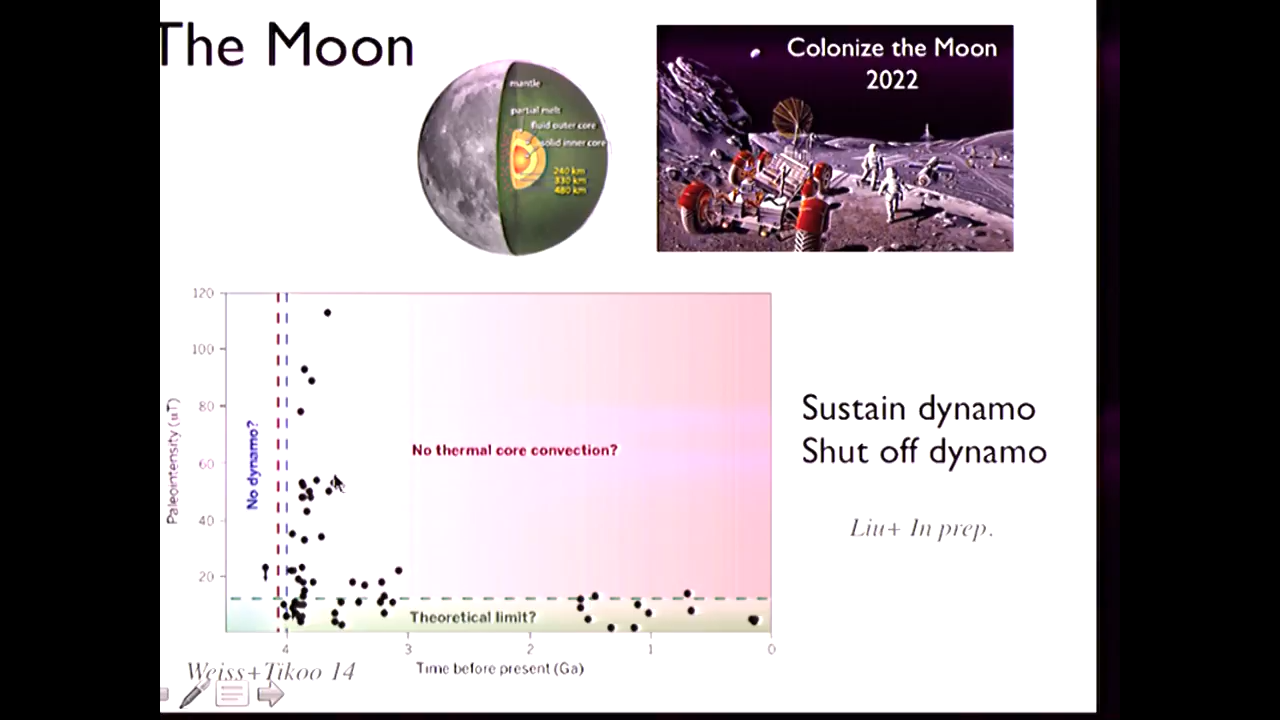 The Moon
Colonize the Moon
2022
mantle
partial melt
fluid outer core
solid inner core
240 km
330 km
480 km
120
100
80
60
40
20
Paleointensity (uT)
No dynamo?
No thermal core convection?
Theoretical limit?
4
3
2
1
0
Time before present (Ga)
Weiss+Tikoo 14
Sustain dynamo
Shut off dynamo
Liu+ In prep.